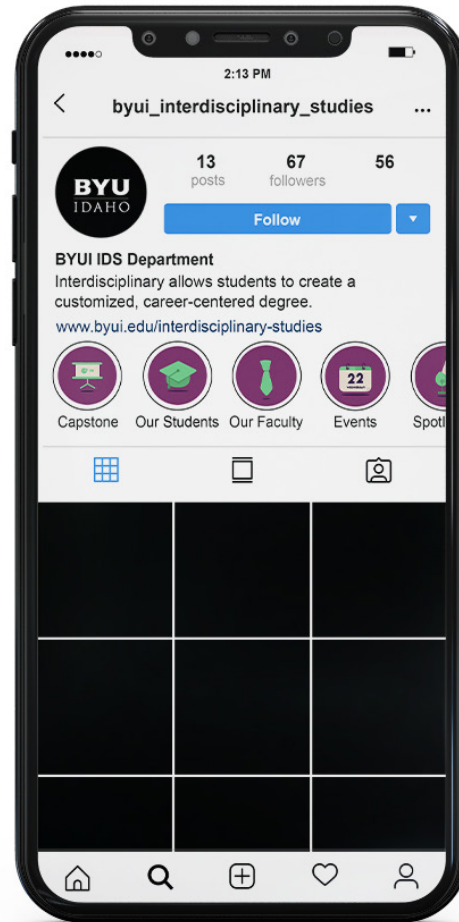 2:13 PM
byui_interdisciplinary_studies
13 67 56
posts followers
BYU
IDAHO
Follow
BYUI IDS Department
Interdisciplinary allows students to create a
customized, career-centered degree.
www.byui.edu/interdisciplinary-studies
22
Capstone Our Students Our Faculty Events Spotl